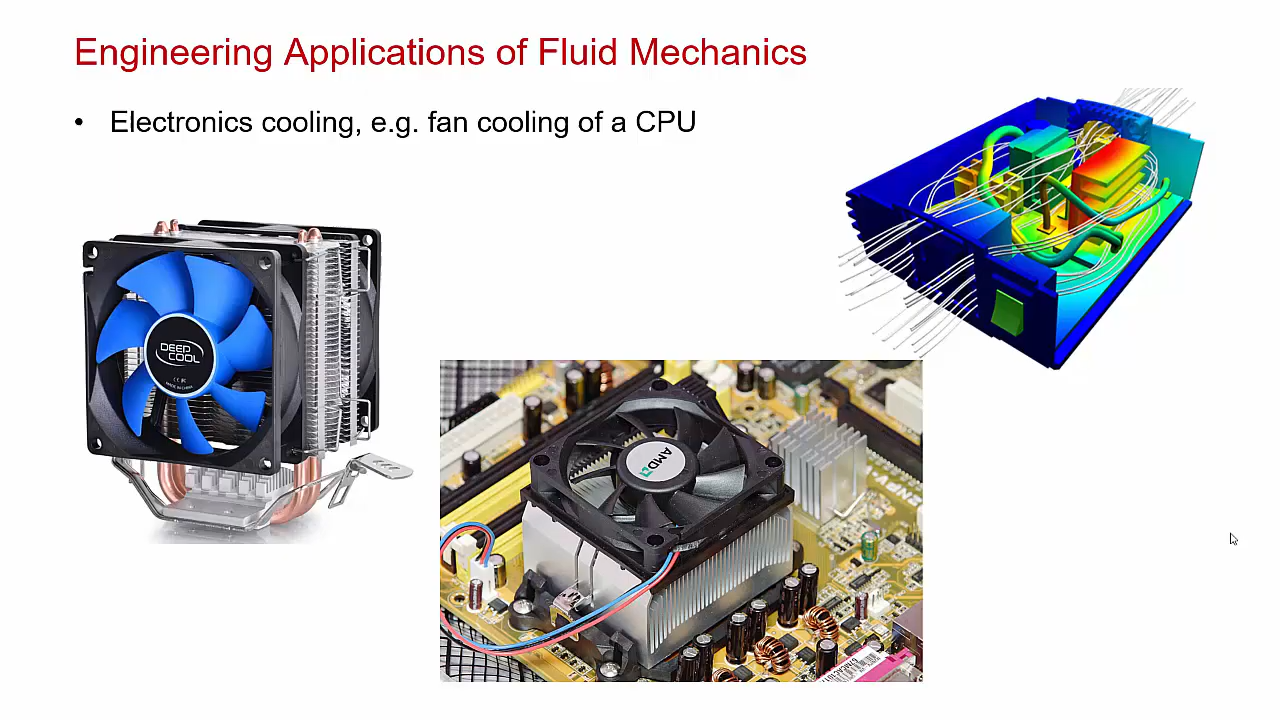 Engineering Applications of Fluid Mechanics
• Electronics cooling, e.g. fan cooling of a CPU
DEEP
COOL
AMD